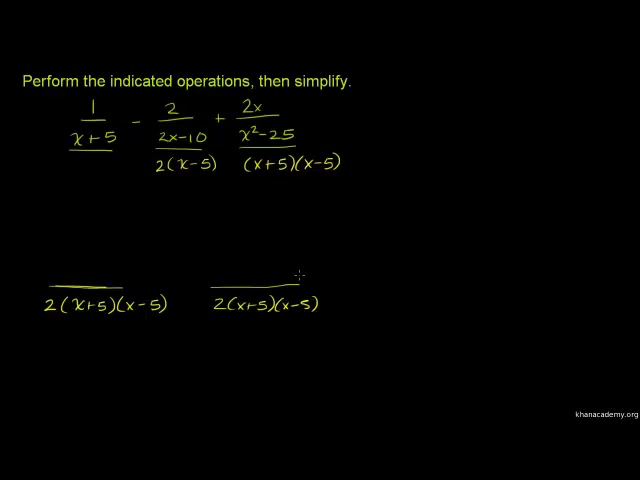 Perform the indicated operations, then simplify.
1/(x+5) - 2/(2x-10) + 2x/(x²-25)
2(x-5) (x+5)(x-5)
2(x+5)(x-5) 2(x+5)(x-5)
khanacademy.org